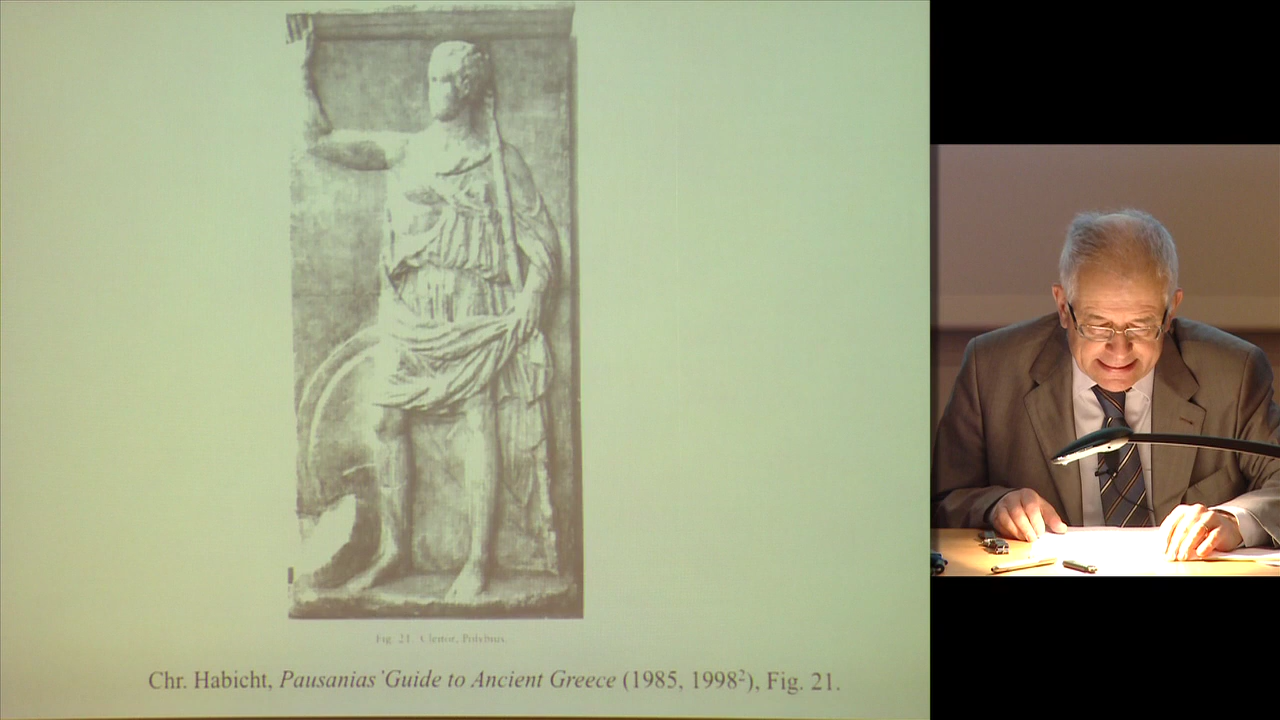 Fig. 21. Cleitor, Polybius.
Chr. Habicht, Pausanias' Guide to Ancient Greece (1985, 1998²), Fig. 21.